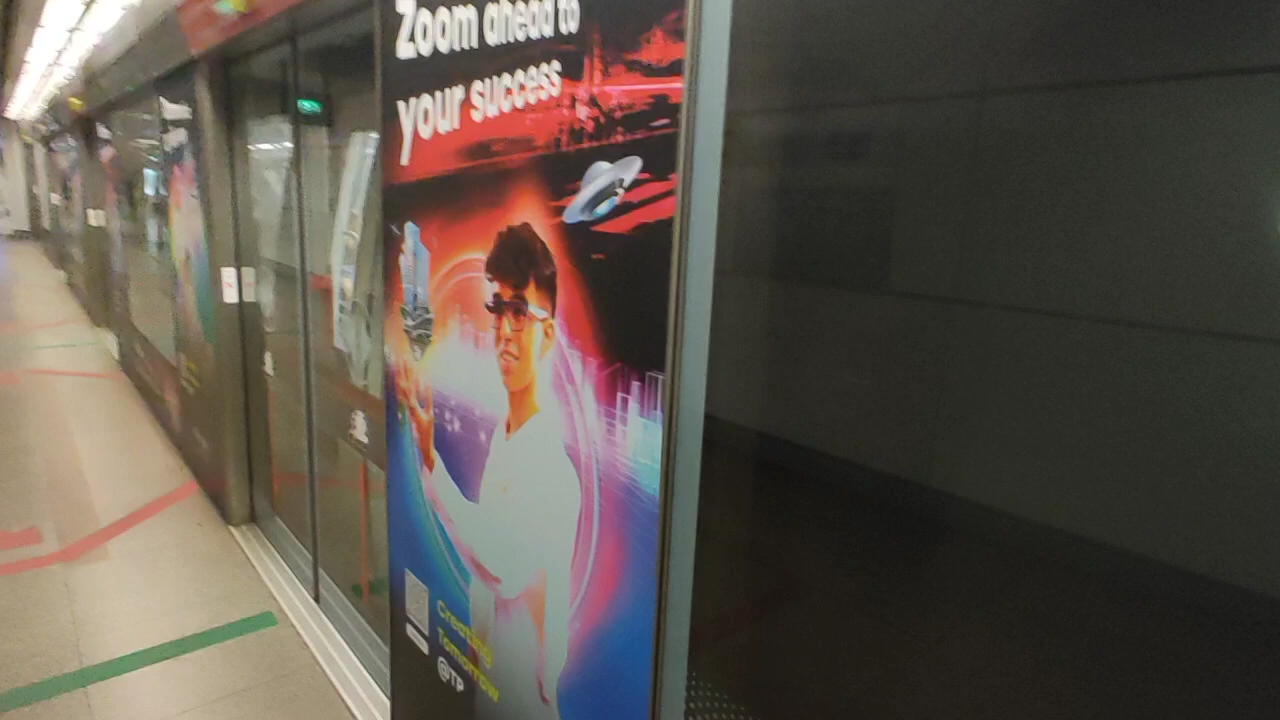 Zoom ahead to
your success
Creating
Tomorrow
@TP